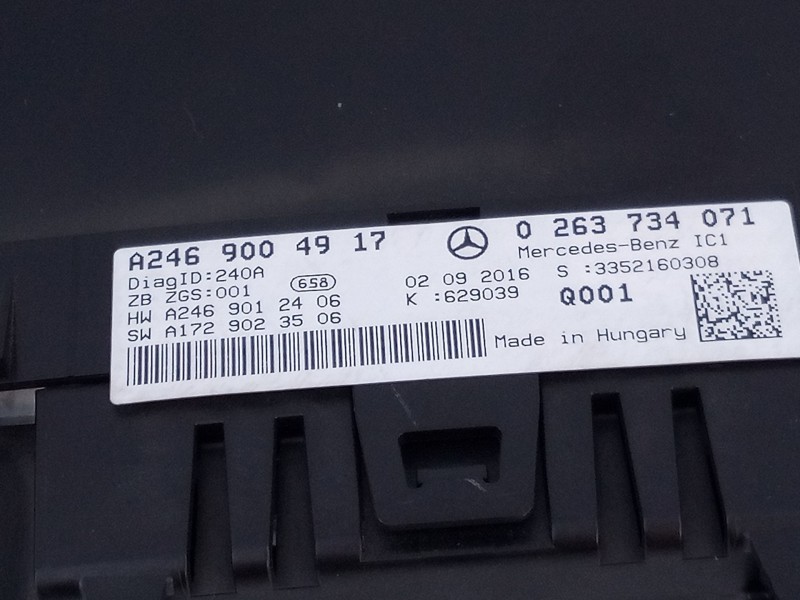 A246 900 49 17
0 263 734 071
Mercedes-Benz IC1
DiagID:240A
658
02 09 2016
S :3352160308
ZB ZGS:001
K :629039
Q001
HW A246 901 24 06
SW A172 902 35 06
Made in Hungary